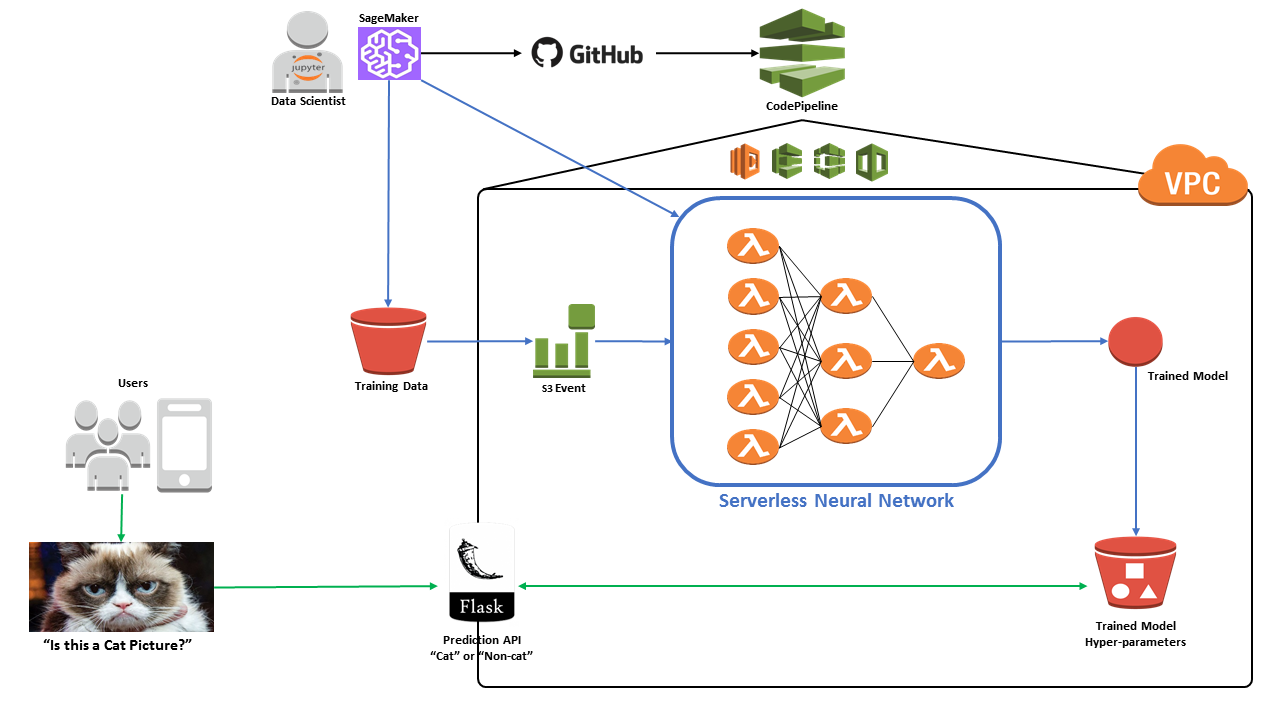 SageMaker
jupyter
Data Scientist
GitHub
CodePipeline
VPC
Training Data
S3 Event
Serverless Neural Network
Trained Model
Users
“Is this a Cat Picture?”
Flask
Prediction API
“Cat” or “Non-cat”
Trained Model
Hyper-parameters